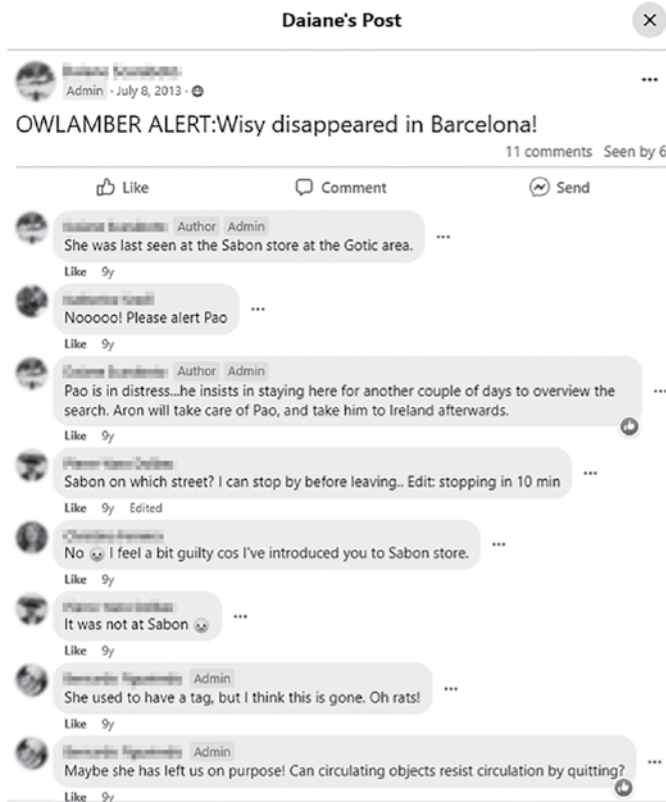 Daiane's Post
Admin · July 8, 2013 ·
OWLAMBER ALERT:Wisy disappeared in Barcelona!
11 comments Seen by 6
Like Comment Send
Author Admin
She was last seen at the Sabon store at the Gotic area.
Like 9y
Nooooo! Please alert Pao
Like 9y
Author Admin
Pao is in distress...he insists in staying here for another couple of days to overview the
search. Aron will take care of Pao, and take him to Ireland afterwards.
Like 9y
Sabon on which street? I can stop by before leaving.. Edit: stopping in 10 min
Like 9y Edited
No I feel a bit guilty cos I've introduced you to Sabon store.
Like 9y
It was not at Sabon
Like 9y
Admin
She used to have a tag, but I think this is gone. Oh rats!
Like 9y
Admin
Maybe she has left us on purpose! Can circulating objects resist circulation by quitting?
Like 9y